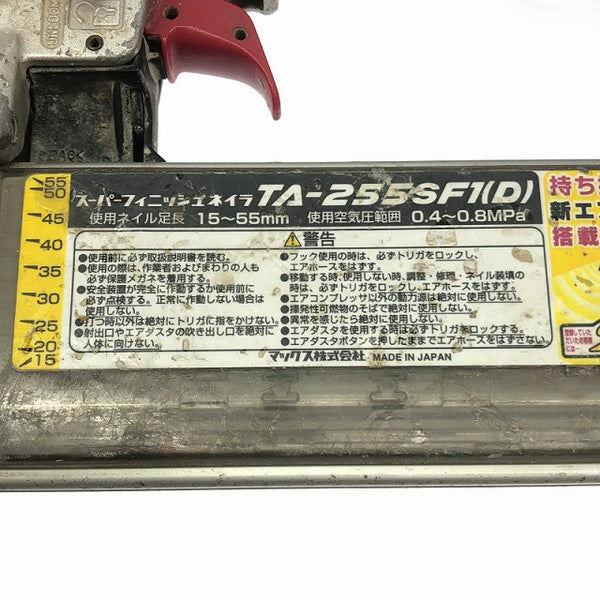 スーパーフィニッシュネイラ TA-255SF1(D)
使用ネイル足長 15～55mm 使用空気圧範囲 0.4～0.8MPa
警告
●使用前に必ず取扱説明書を読む。
●使用の際は、作業者およびまわりの人も
必ず保護メガネを着用する。
●安全装置が完全に作動するか使用前に
必ず点検する。正常に作動しない場合は
使用しない。
●打つ時以外は絶対にトリガに指をかけない。
●射出口やエアダスタの吹き出し口を絶対に
人体に向けない。
●フック使用の時は、必ずトリガをロックし、
エアホースをはずす。
●移動する時、使用しない時、調整・修理・ネイル装填の
時は、必ずトリガをロックし、エアホースをはずす。
●エアコンプレッサ以外の動力源は絶対に使用しない。
●揮発性可燃物のそばで絶対に使用しない。
●異常を感じたら絶対に使用しない。
●エアダスタを使用する時は必ずトリガをロックする。
●エアダスタボタンを押したままでエアホースをはずさない。
マックス株式会社 MADE IN JAPAN
55
50
45
40
35
30
25
20
15
持ち
新エ
搭載
登録していた
だいたお客様
には…